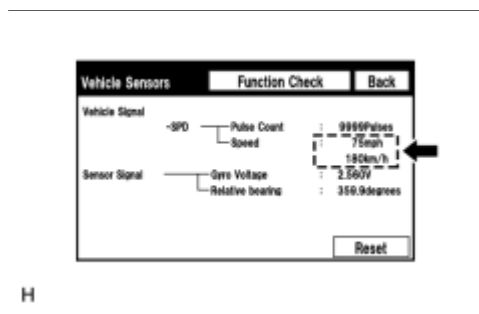 Vehicle Sensors Function Check Back
Vehicle Signal
-SPD Pulse Count : 9999Pulses
Speed : 75mph
180km/h
Sensor Signal Gyro Voltage : 2.560V
Relative bearing : 359.9degrees
Reset
H